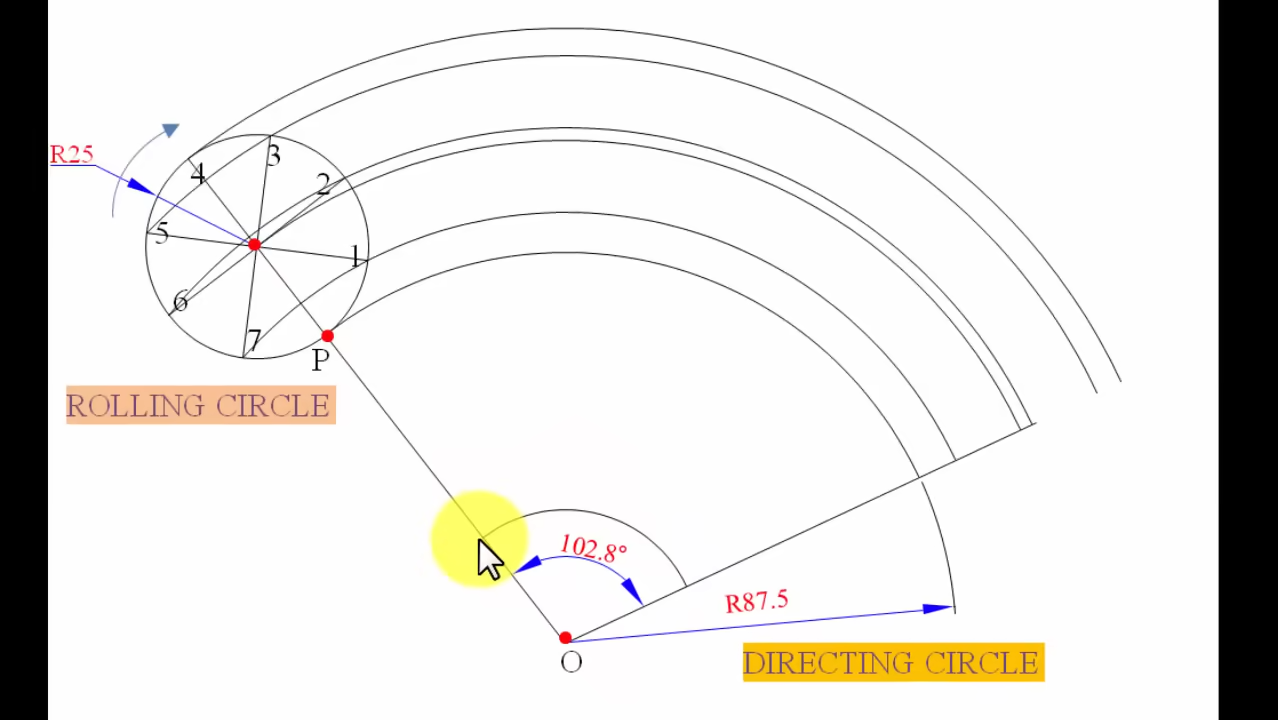 R25
4
3
2
5
1
6
7
P
ROLLING CIRCLE
102.8°
R87.5
O
DIRECTING CIRCLE